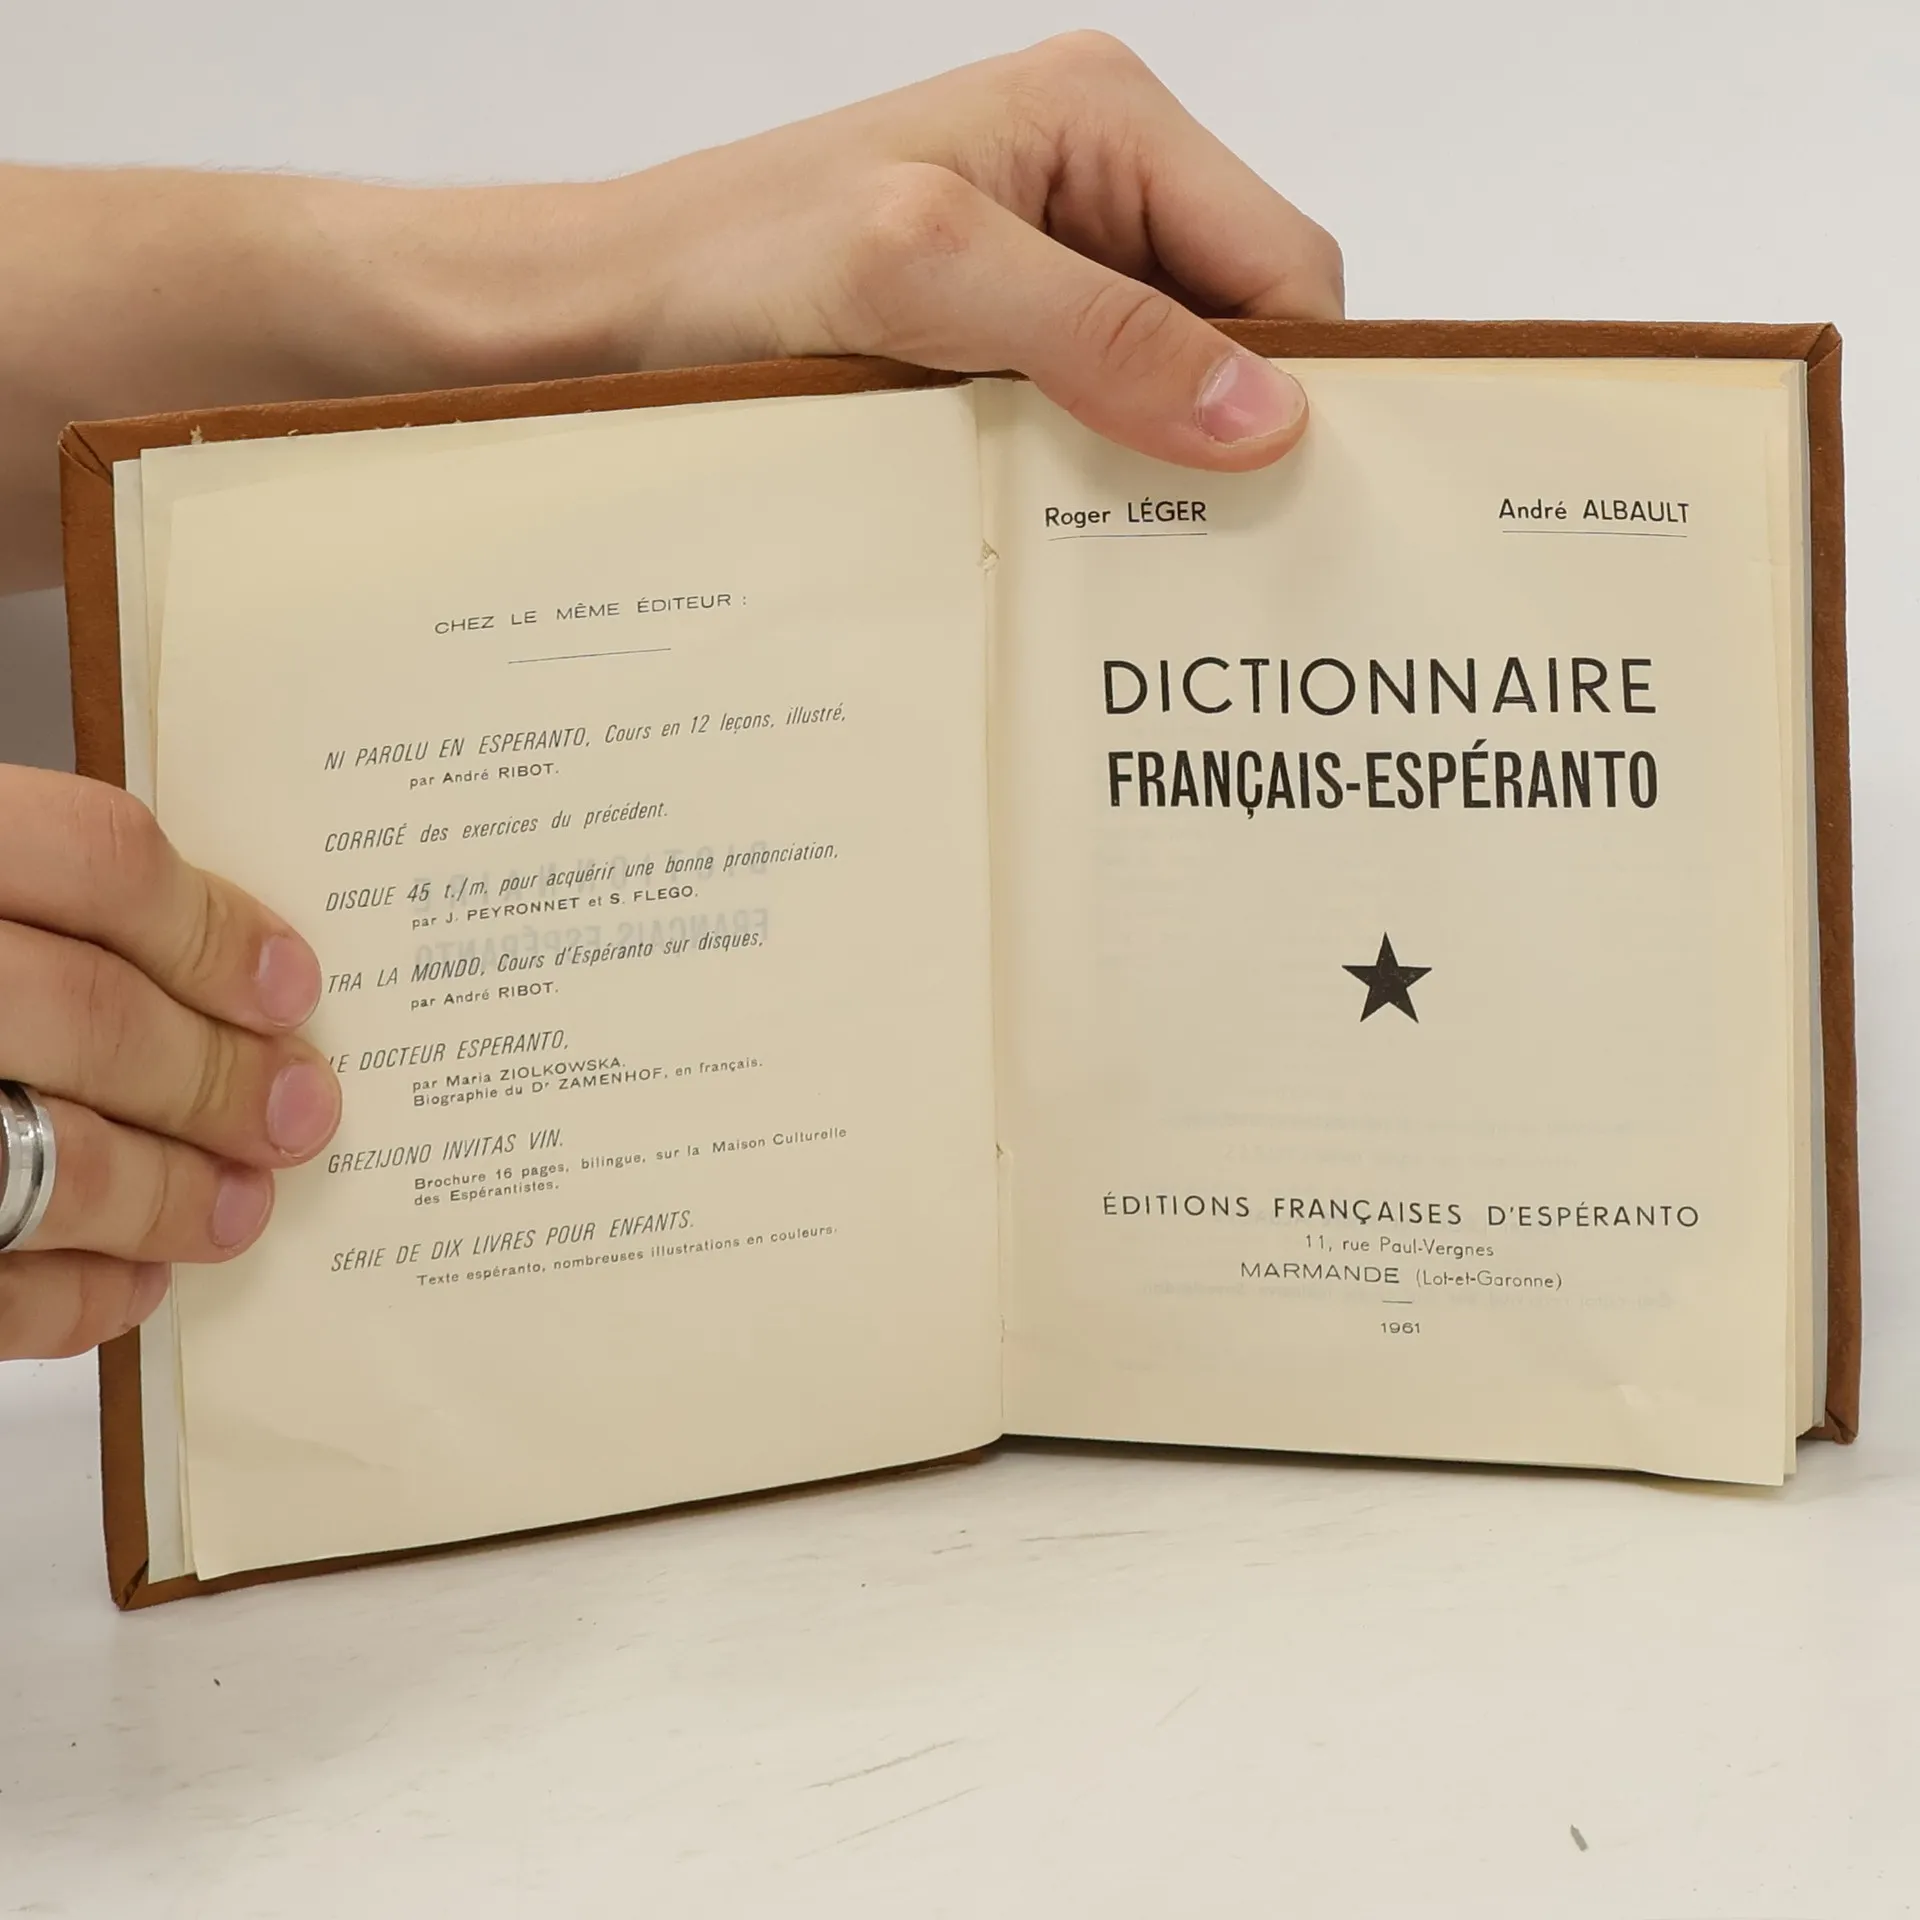 CHEZ LE MÊME ÉDITEUR :
NI PAROLU EN ESPERANTO, Cours en 12 leçons, illustré,
par André RIBOT.
CORRIGÉ des exercices du précédent.
DISQUE 45 t./m. pour acquérir une bonne prononciation,
par J. PEYRONNET et S. FLEGO.
TRA LA MONDO, Cours d'Espéranto sur disques,
par André RIBOT.
LE DOCTEUR ESPERANTO,
par Maria ZIOLKOWSKA.
Biographie du Dr ZAMENHOF, en français.
GREZIJONO INVITAS VIN.
Brochure 16 pages, bilingue, sur la Maison Culturelle
des Espérantistes.
SÉRIE DE DIX LIVRES POUR ENFANTS.
Texte espéranto, nombreuses illustrations en couleurs.
Roger LÉGER André ALBAULT
DICTIONNAIRE
FRANÇAIS-ESPÉRANTO
ÉDITIONS FRANÇAISES D'ESPÉRANTO
11, rue Paul-Vergnes
MARMANDE (Lot-et-Garonne)
1961